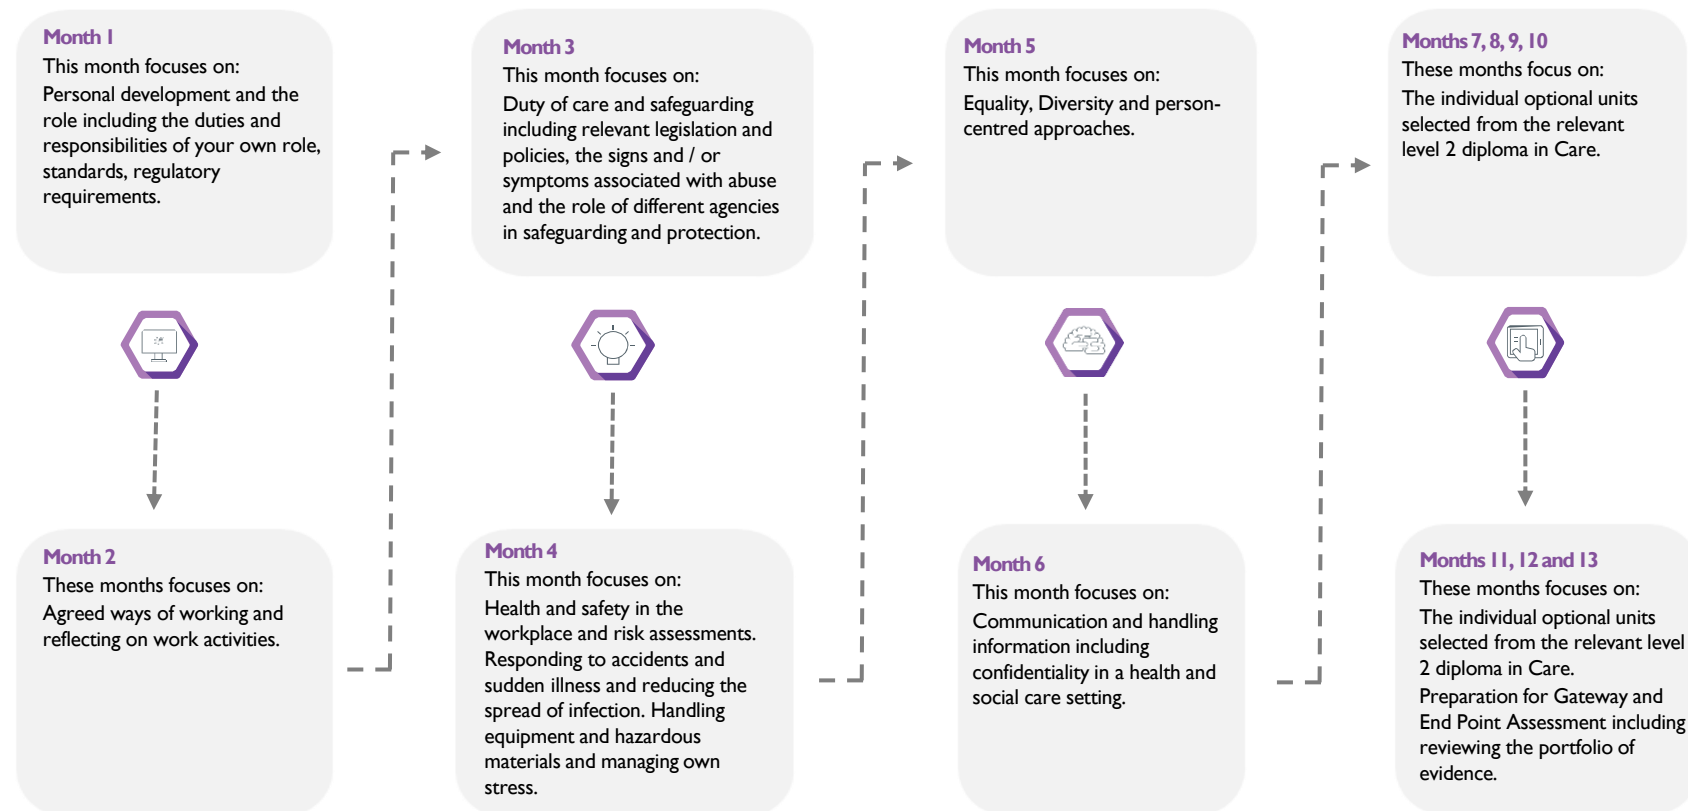 Month 1
This month focuses on:
Personal development and the
role including the duties and
responsibilities of your own role,
standards, regulatory
requirements.
Month 2
These months focuses on:
Agreed ways of working and
reflecting on work activities.
Month 3
This month focuses on:
Duty of care and safeguarding
including relevant legislation and
policies, the signs and / or
symptoms associated with abuse
and the role of different agencies
in safeguarding and protection.
Month 4
This month focuses on:
Health and safety in the
workplace and risk assessments.
Responding to accidents and
sudden illness and reducing the
spread of infection. Handling
equipment and hazardous
materials and managing own
stress.
Month 5
This month focuses on:
Equality, Diversity and person-
centred approaches.
Month 6
This month focuses on:
Communication and handling
information including
confidentiality in a health and
social care setting.
Months 7, 8, 9, 10
These months focus on:
The individual optional units
selected from the relevant
level 2 diploma in Care.
Months 11, 12 and 13
These months focuses on:
The individual optional units
selected from the relevant level
2 diploma in Care.
Preparation for Gateway and
End Point Assessment including
reviewing the portfolio of
evidence.